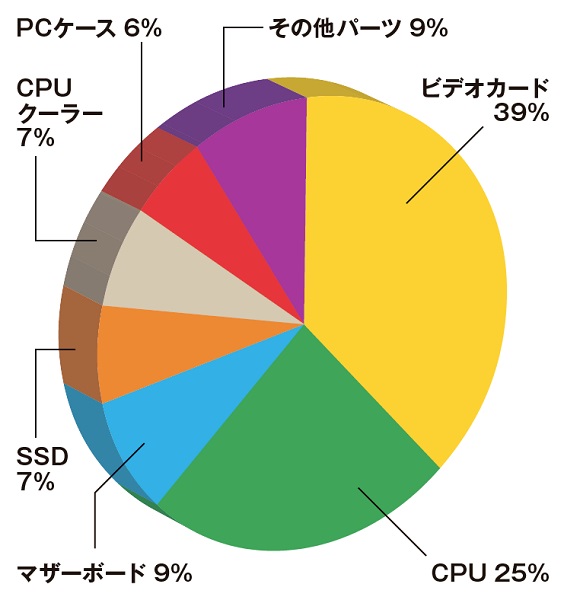 PCケース 6%
その他パーツ 9%
CPU
クーラー
7%
ビデオカード
39%
SSD
7%
マザーボード 9%
CPU 25%